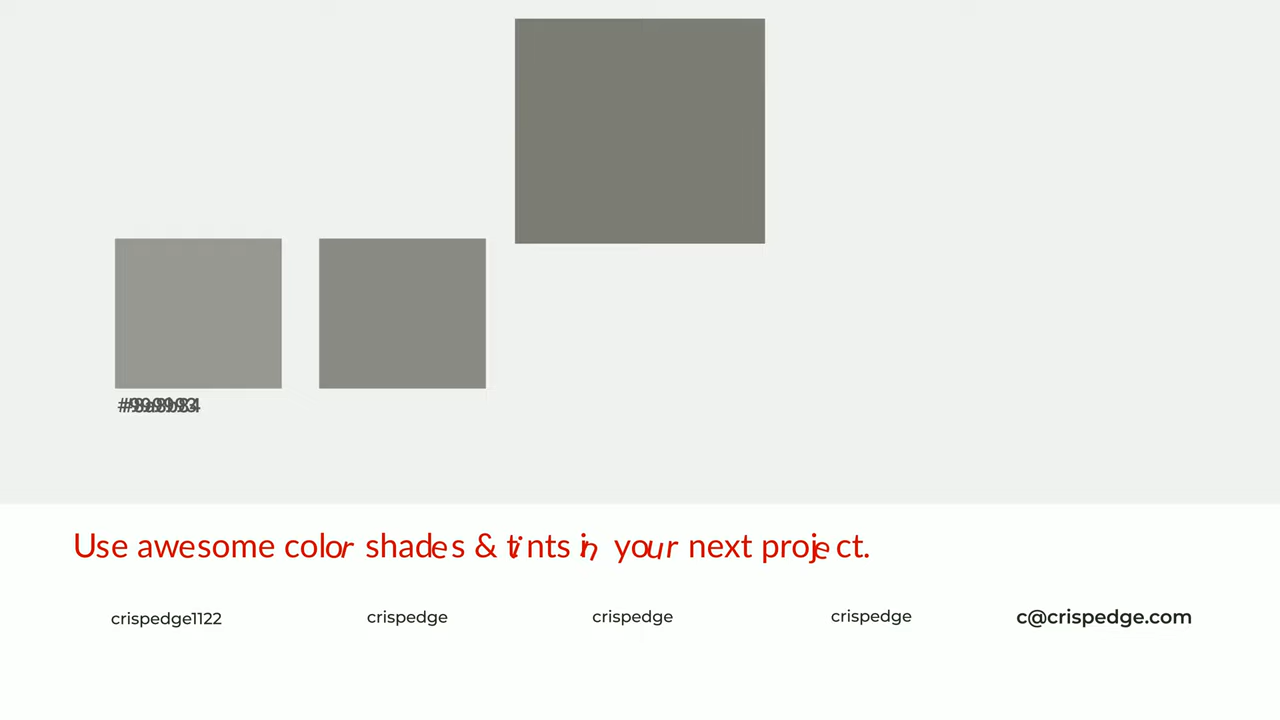 Use awesome color shades & tints in your next project.
crispedge1122 crispedge crispedge crispedge c@crispedge.com